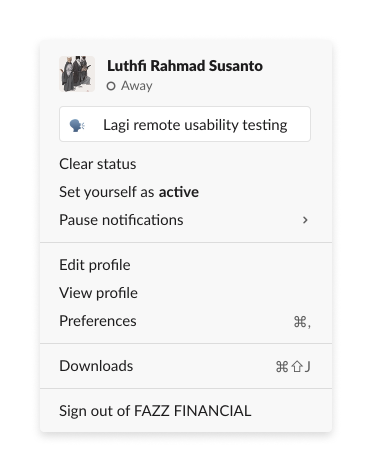 Luthfi Rahmad Susanto
Away
Lagi remote usability testing
Clear status
Set yourself as active
Pause notifications
Edit profile
View profile
Preferences ⌘,
Downloads ⌘⇧J
Sign out of FAZZ FINANCIAL